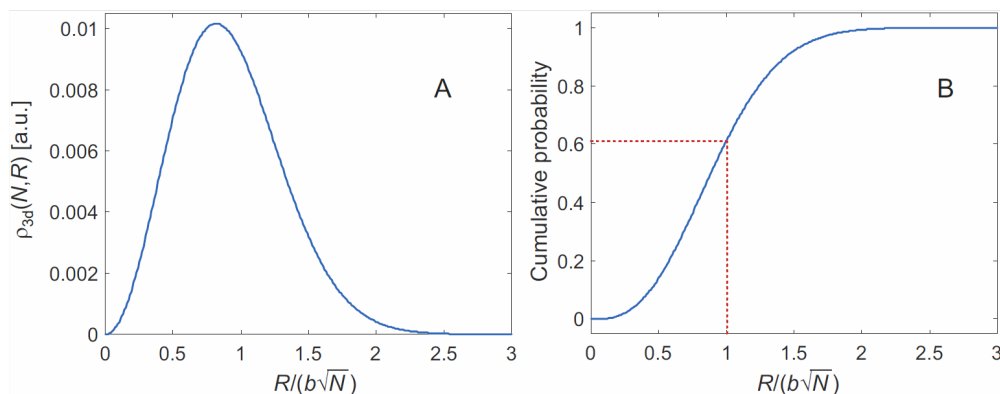 A
0.01
0.008
0.006
0.004
0.002
0
ρ3d(N,R) [a.u.]
0 0.5 1 1.5 2 2.5 3
R/(b√N)
B
1
0.8
0.6
0.4
0.2
0
Cumulative probability
0 0.5 1 1.5 2 2.5 3
R/(b√N)